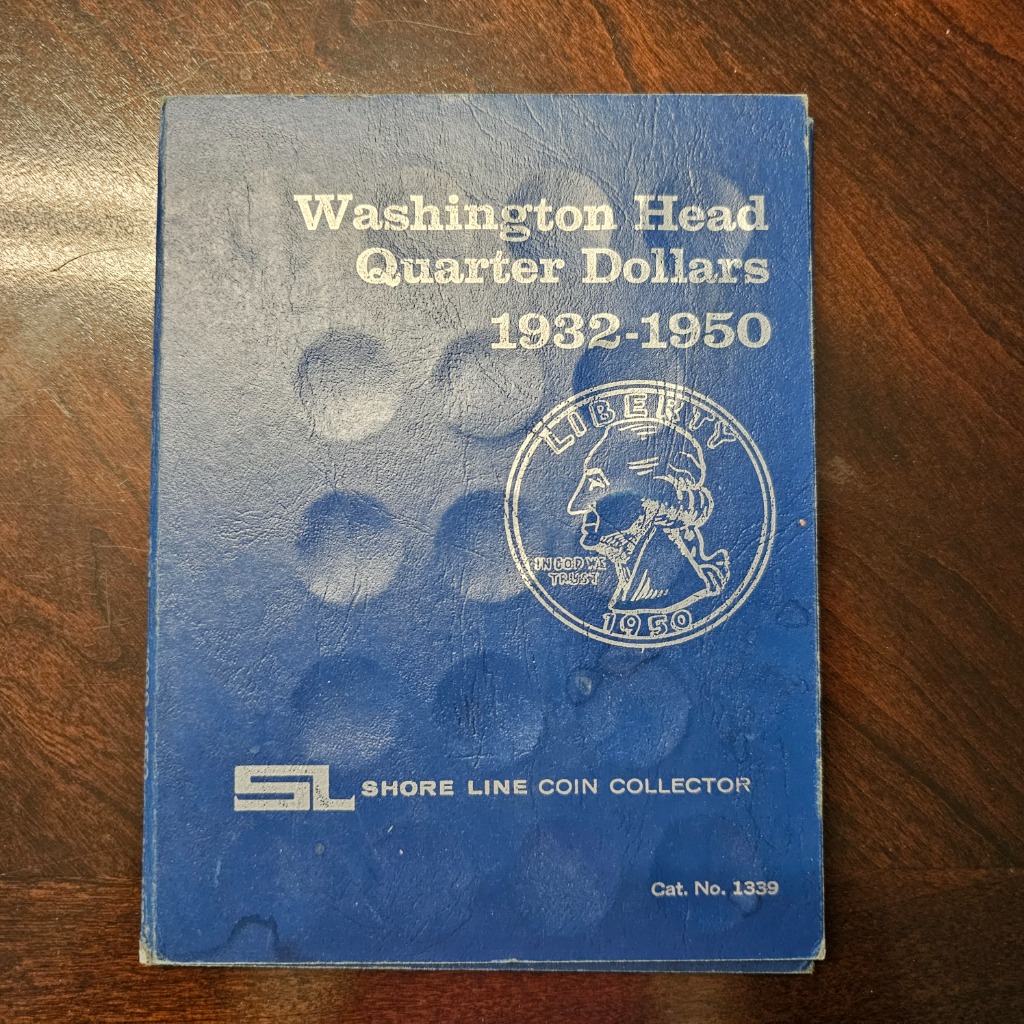 Washington Head
Quarter Dollars
1932-1950
LIBERTY
IN GOD WE
TRUST
1950
SL SHORE LINE COIN COLLECTOR
Cat. No. 1339